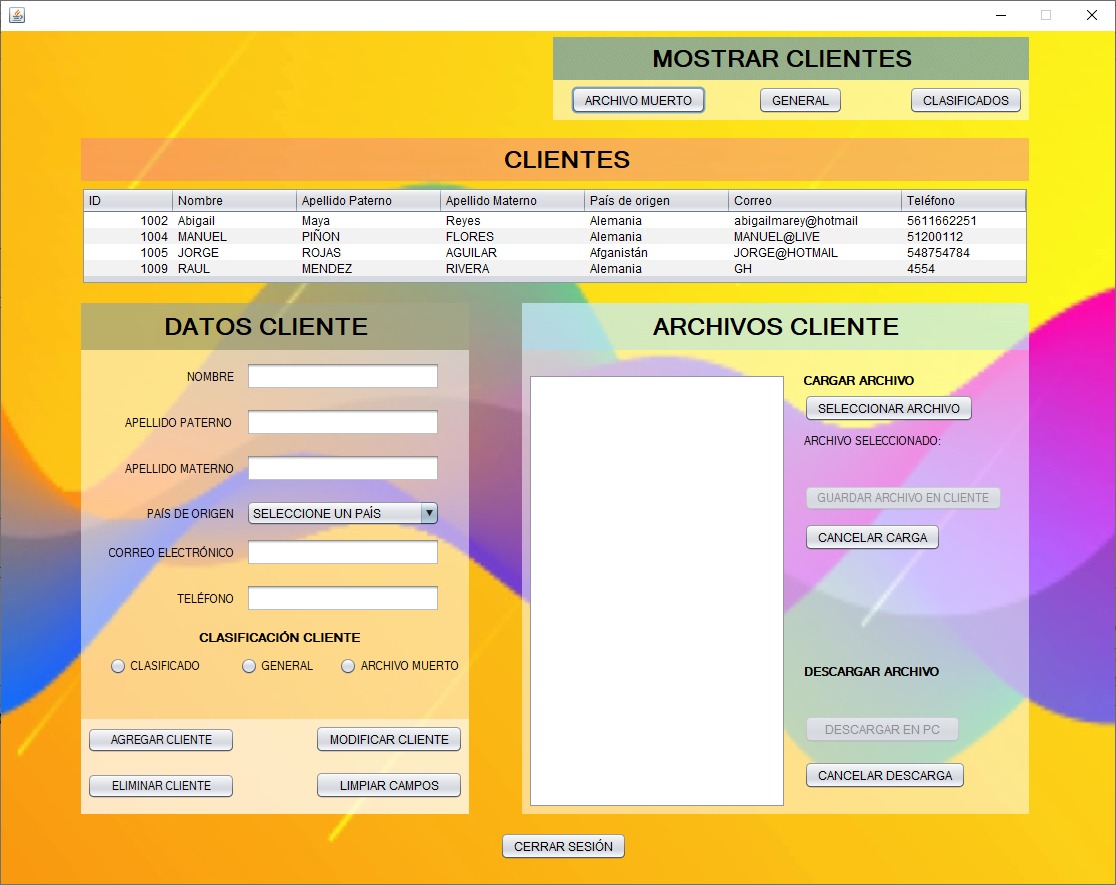 MOSTRAR CLIENTES
ARCHIVO MUERTO GENERAL CLASIFICADOS
CLIENTES
ID Nombre Apellido Paterno Apellido Materno País de origen Correo Teléfono
1002 Abigail Maya Reyes Alemania abigailmarey@hotmail 5611662251
1004 MANUEL PIÑON FLORES Alemania MANUEL@LIVE 51200112
1005 JORGE ROJAS AGUILAR Afganistán JORGE@HOTMAIL 548754784
1009 RAUL MENDEZ RIVERA Alemania GH 4554
DATOS CLIENTE
NOMBRE
APELLIDO PATERNO
APELLIDO MATERNO
PAÍS DE ORIGEN SELECCIONE UN PAÍS
CORREO ELECTRÓNICO
TELÉFONO
CLASIFICACIÓN CLIENTE
CLASIFICADO GENERAL ARCHIVO MUERTO
AGREGAR CLIENTE MODIFICAR CLIENTE
ELIMINAR CLIENTE LIMPIAR CAMPOS
ARCHIVOS CLIENTE
CARGAR ARCHIVO
SELECCIONAR ARCHIVO
ARCHIVO SELECCIONADO:
GUARDAR ARCHIVO EN CLIENTE
CANCELAR CARGA
DESCARGAR ARCHIVO
DESCARGAR EN PC
CANCELAR DESCARGA
CERRAR SESIÓN